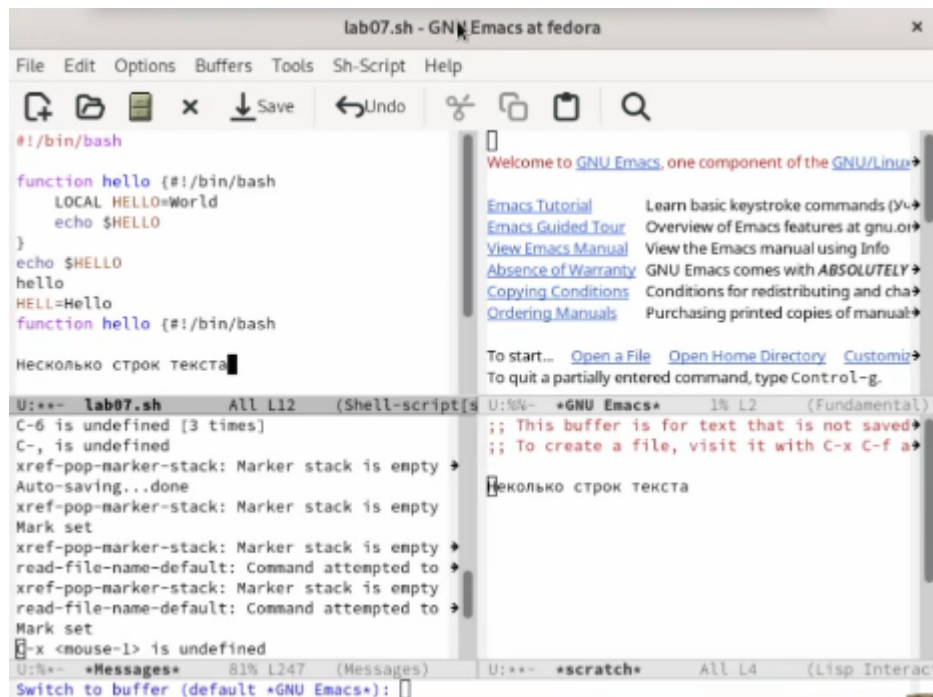 lab07.sh - GNU Emacs at fedora
File Edit Options Buffers Tools Sh-Script Help
Save Undo
#!/bin/bash
function hello {#!/bin/bash
LOCAL HELLO=World
echo $HELLO
}
echo $HELLO
hello
HELL=Hello
function hello {#!/bin/bash
Несколько строк текста
U:**- lab07.sh All L12 (Shell-script[s
Welcome to GNU Emacs, one component of the GNU/Linu
Emacs Tutorial Learn basic keystroke commands (Уч
Emacs Guided Tour Overview of Emacs features at gnu.or
View Emacs Manual View the Emacs manual using Info
Absence of Warranty GNU Emacs comes with ABSOLUTELY
Copying Conditions Conditions for redistributing and cha
Ordering Manuals Purchasing printed copies of manual
To start... Open a File Open Home Directory Customiz
To quit a partially entered command, type Control-g.
U:%%- *GNU Emacs* 1% L2 (Fundamental)
C-6 is undefined [3 times]
C-, is undefined
xref-pop-marker-stack: Marker stack is empty
Auto-saving...done
xref-pop-marker-stack: Marker stack is empty
Mark set
xref-pop-marker-stack: Marker stack is empty
read-file-name-default: Command attempted to
xref-pop-marker-stack: Marker stack is empty
read-file-name-default: Command attempted to
Mark set
C-x <mouse-1> is undefined
U:%*- *Messages* 81% L247 (Messages)
;; This buffer is for text that is not saved
;; To create a file, visit it with C-x C-f a
Неколько строк текста
U:**- *scratch* All L4 (Lisp Interac
Switch to buffer (default *GNU Emacs*):